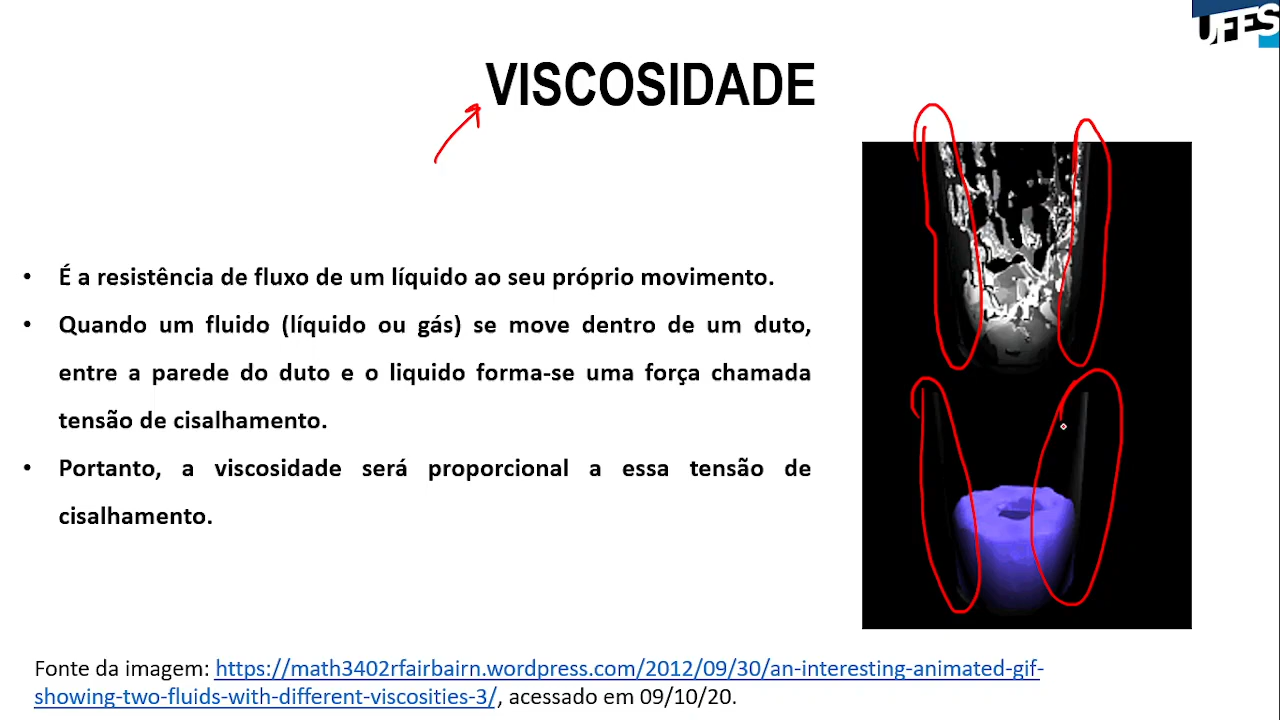 UFES
VISCOSIDADE
• É a resistência de fluxo de um líquido ao seu próprio movimento.
• Quando um fluido (líquido ou gás) se move dentro de um duto,
entre a parede do duto e o liquido forma-se uma força chamada
tensão de cisalhamento.
• Portanto, a viscosidade será proporcional a essa tensão de
cisalhamento.
Fonte da imagem: https://math3402rfairbairn.wordpress.com/2012/09/30/an-interesting-animated-gif-
showing-two-fluids-with-different-viscosities-3/, acessado em 09/10/20.